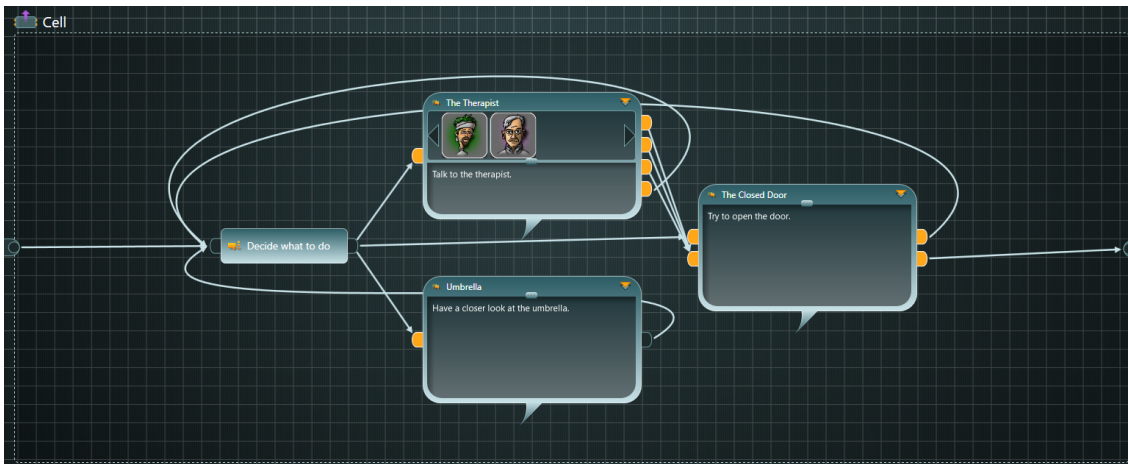 Cell
The Therapist
Talk to the therapist.
The Closed Door
Try to open the door.
Decide what to do
Umbrella
Have a closer look at the umbrella.